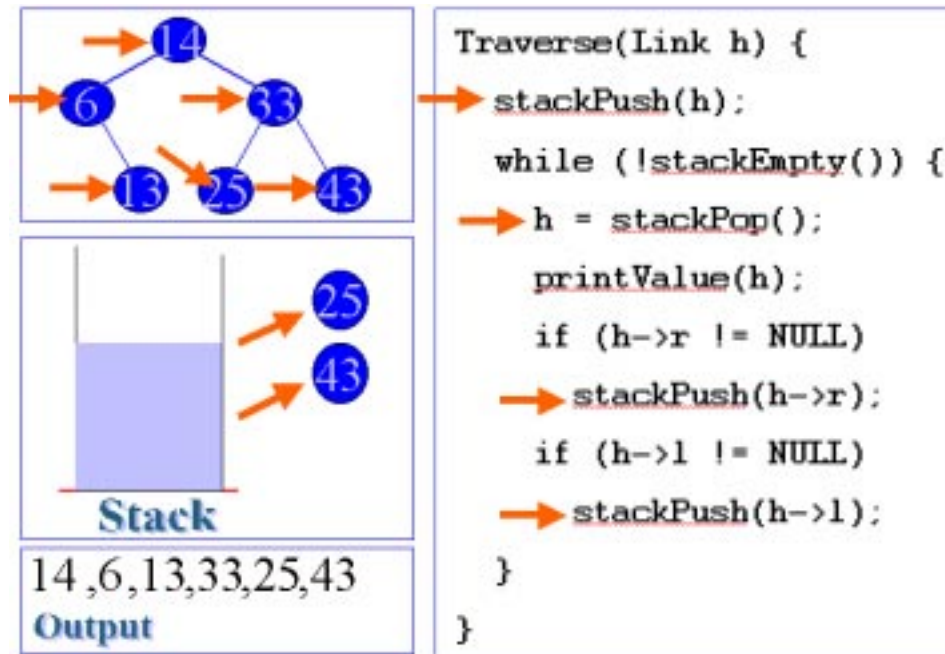 14
6
33
13
25
43
25
43
Stack
14 ,6,13,33,25,43
Output
Traverse(Link h) {
stackPush(h);
while (!stackEmpty()) {
h = stackPop();
printValue(h);
if (h->r != NULL)
stackPush(h->r);
if (h->l != NULL)
stackPush(h->l);
}
}